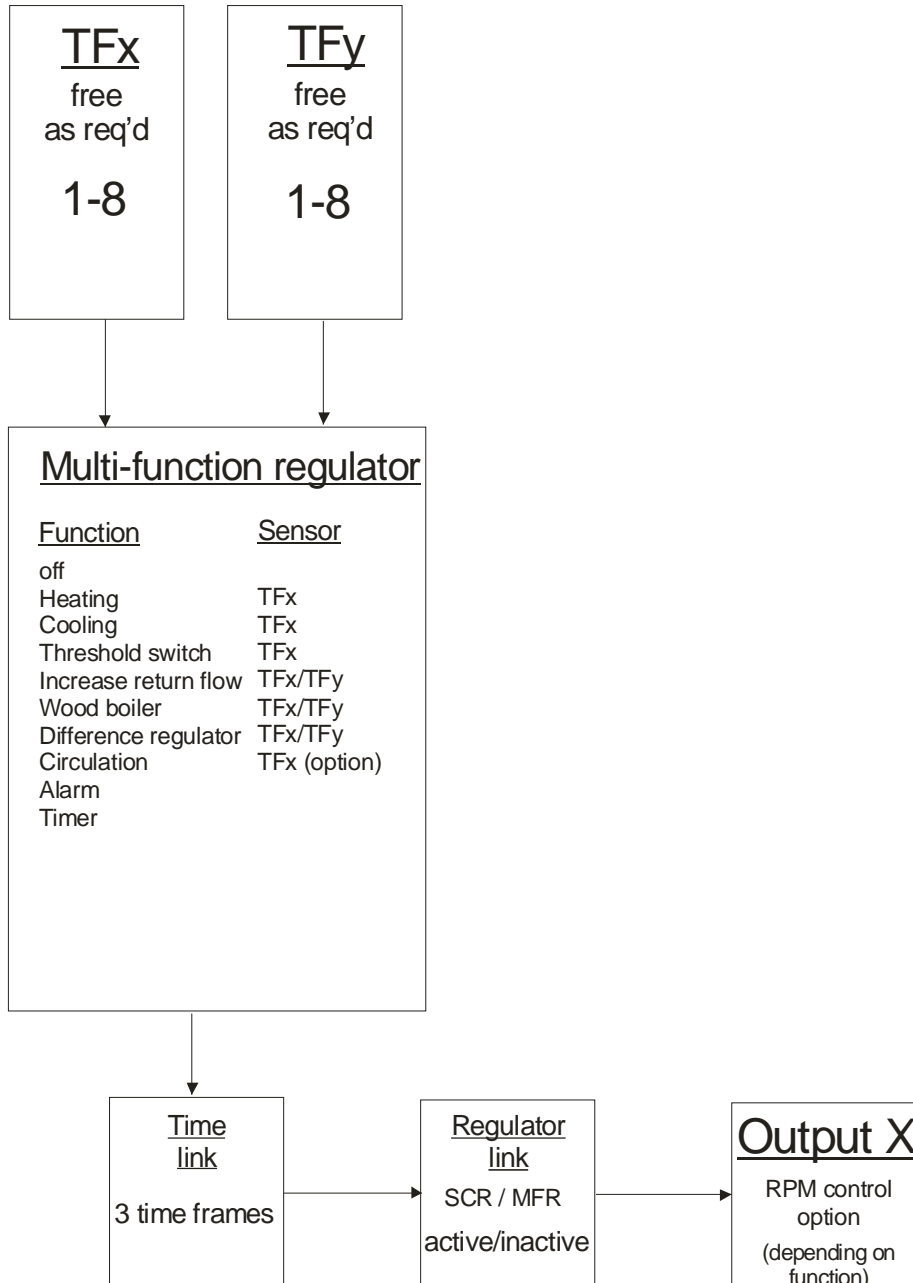 TFx
free
as req'd
1-8
TFy
free
as req'd
1-8
Multi-function regulator
Function Sensor
off
Heating TFx
Cooling TFx
Threshold switch TFx
Increase return flow TFx/TFy
Wood boiler TFx/TFy
Difference regulator TFx/TFy
Circulation TFx (option)
Alarm
Timer
Time
link
3 time frames
Regulator
link
SCR / MFR
active/inactive
Output X
RPM control
option
(depending on
function)